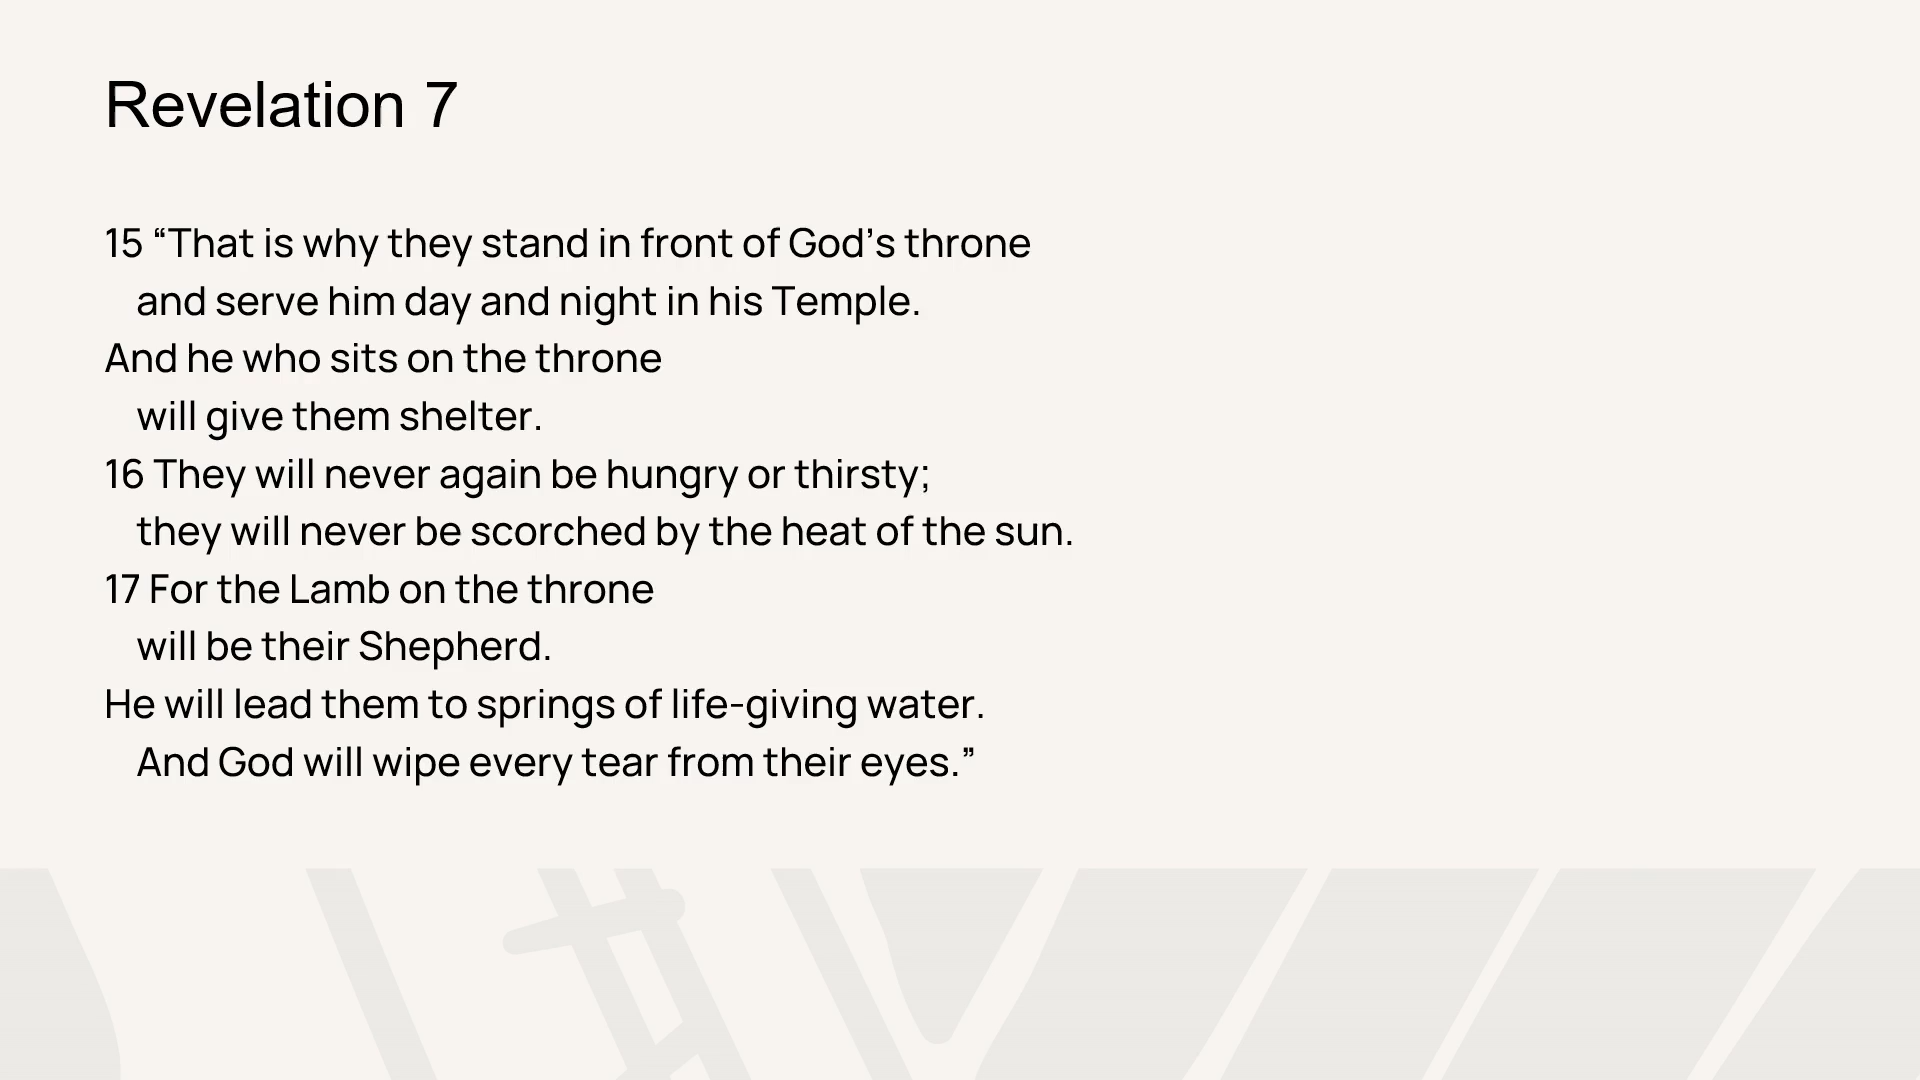 Revelation 7
15 “That is why they stand in front of God’s throne
and serve him day and night in his Temple.
And he who sits on the throne
will give them shelter.
16 They will never again be hungry or thirsty;
they will never be scorched by the heat of the sun.
17 For the Lamb on the throne
will be their Shepherd.
He will lead them to springs of life-giving water.
And God will wipe every tear from their eyes.”